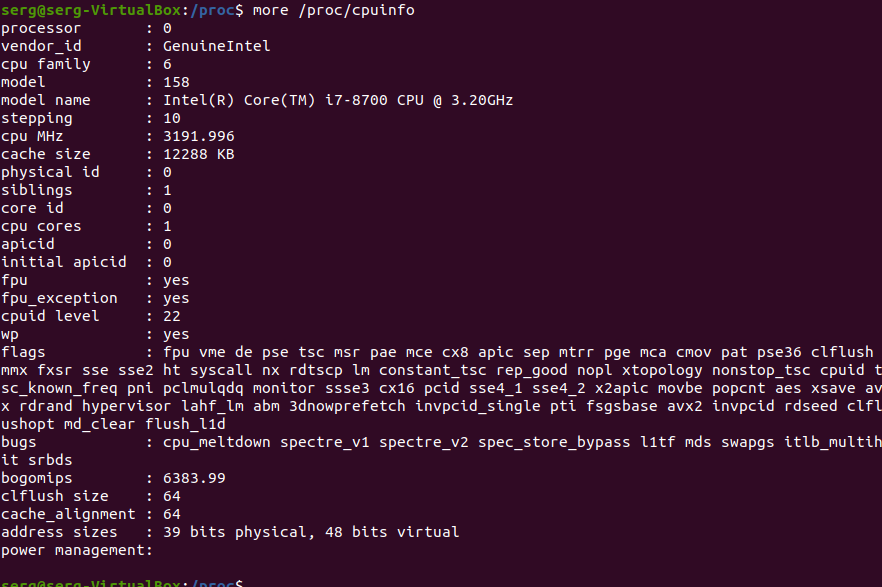 serg@serg-VirtualBox:/proc$ more /proc/cpuinfo
processor : 0
vendor_id : GenuineIntel
cpu family : 6
model : 158
model name : Intel(R) Core(TM) i7-8700 CPU @ 3.20GHz
stepping : 10
cpu MHz : 3191.996
cache size : 12288 KB
physical id : 0
siblings : 1
core id : 0
cpu cores : 1
apicid : 0
initial apicid : 0
fpu : yes
fpu_exception : yes
cpuid level : 22
wp : yes
flags : fpu vme de pse tsc msr pae mce cx8 apic sep mtrr pge mca cmov pat pse36 clflush
mmx fxsr sse sse2 ht syscall nx rdtscp lm constant_tsc rep_good nopl xtopology nonstop_tsc cpuid t
sc_known_freq pni pclmulqdq monitor ssse3 cx16 pcid sse4_1 sse4_2 x2apic movbe popcnt aes xsave av
x rdrand hypervisor lahf_lm abm 3dnowprefetch invpcid_single pti fsgsbase avx2 invpcid rdseed clfl
ushopt md_clear flush_l1d
bugs : cpu_meltdown spectre_v1 spectre_v2 spec_store_bypass l1tf mds swapgs itlb_multih
it srbds
bogomips : 6383.99
clflush size : 64
cache_alignment : 64
address sizes : 39 bits physical, 48 bits virtual
power management:
serg@serg-VirtualBox:/proc$